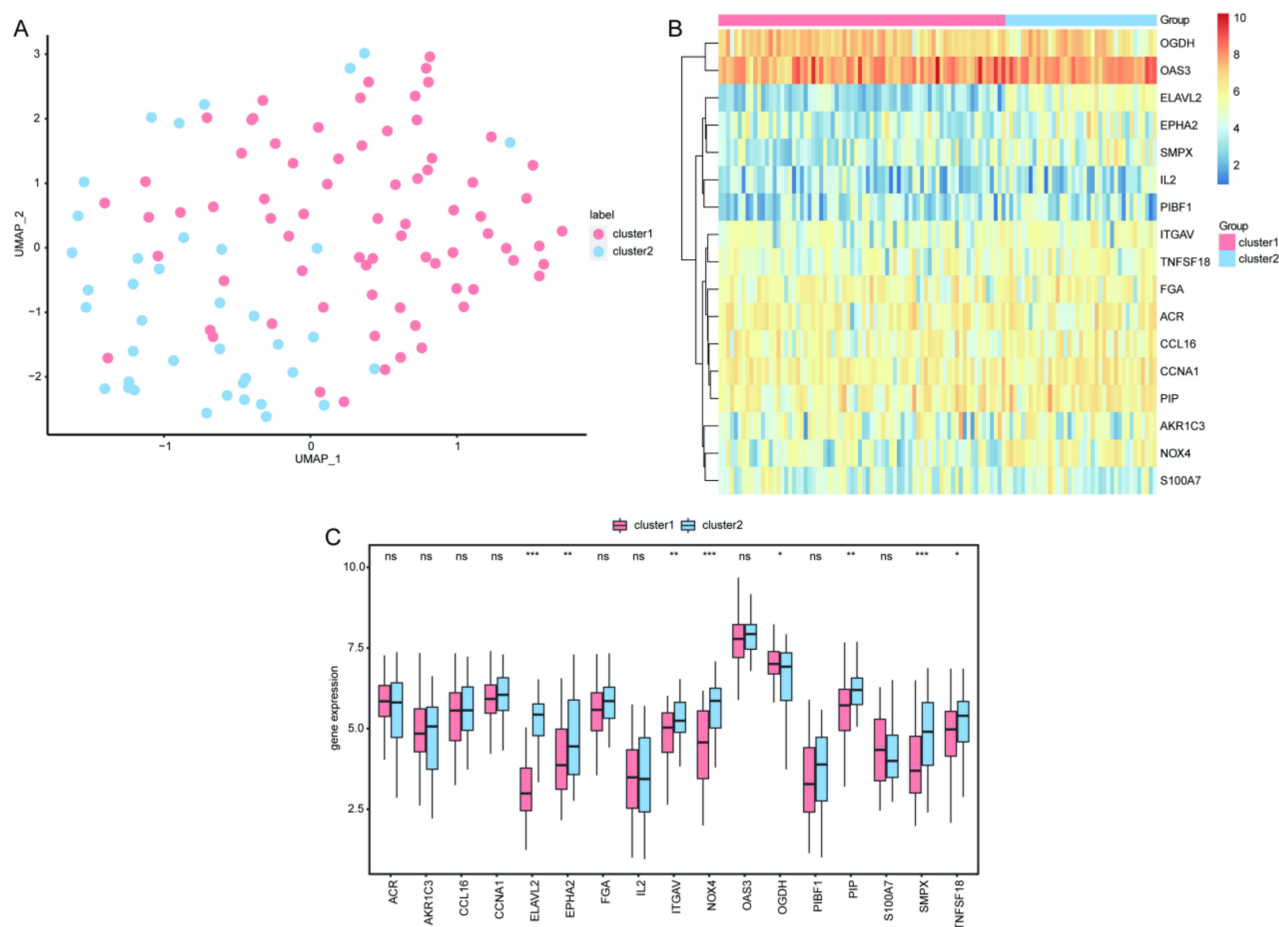 A
3
2
1
0
−1
−2
UMAP_2
−1
0
1
UMAP_1
label
cluster1
cluster2
B
Group
OGDH
OAS3
ELAVL2
EPHA2
SMPX
IL2
PIBF1
ITGAV
TNFSF18
FGA
ACR
CCL16
CCNA1
PIP
AKR1C3
NOX4
S100A7
10
8
6
4
2
Group
cluster1
cluster2
C
cluster1
cluster2
ns ns ns ns *** ** ns ns ** *** ns * ns ** ns *** *
10.0
7.5
5.0
2.5
gene expression
ACR
AKR1C3
CCL16
CCNA1
ELAVL2
EPHA2
FGA
IL2
ITGAV
NOX4
OAS3
OGDH
PIBF1
PIP
S100A7
SMPX
TNFSF18